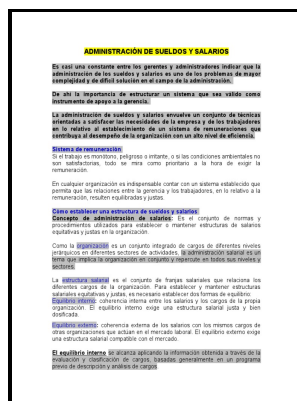 ADMINISTRACIÓN DE SUELDOS Y SALARIOS
Es casi una constante entre los gerentes y administradores indicar que la
administración de los sueldos y salarios es uno de los problemas de mayor
complejidad y de difícil solución en el campo de la administración.
De ahí la importancia de estructurar un sistema que sea válido como
instrumento de apoyo a la gerencia.
La administración de sueldos y salarios envuelve un conjunto de técnicas
orientadas a satisfacer las necesidades de la empresa y de los trabajadores
en lo relativo al establecimiento de un sistema de remuneraciones que
contribuya al desempeño de la organización con un alto nivel de eficiencia.
Sistema de remuneración:
Si el trabajo es monótono, peligroso o irritante, o si las condiciones ambientales no
son satisfactorias, todo se mira como prioritario a la hora de exigir la
remuneración.
En cualquier organización es indispensable contar con un sistema establecido que
permita que las relaciones entre la gerencia y los trabajadores, en lo relativo a la
remuneración, resulten equilibradas y justas.
Cómo establecer una estructura de sueldos y salarios:
Concepto de administración de salarios: Es el conjunto de normas y
procedimientos utilizados para establecer o mantener estructuras de salarios
equitativas y justas en la organización.
Como la organización es un conjunto integrado de cargos de diferentes niveles
jerárquicos en diferentes sectores de actividades, la administración salarial es un
tema que implica la organización en conjunto y repercute en todos sus niveles y
sectores.
La estructura salarial es el conjunto de franjas salariales que relaciona los
diferentes cargos de la organización. Para establecer y mantener estructuras
salariales equitativas y justas, es necesario establecer dos formas de equilibrio:
Equilibrio interno: coherencia interna entre los salarios y los cargos de la propia
organización. El equilibrio interno exige una estructura salarial justa y bien
dosificada.
Equilibrio externo: coherencia externa de los salarios con los mismos cargos de
otras organizaciones que actúan en el mercado laboral. El equilibrio externo exige
una estructura salarial compatible con el mercado.
El equilibrio interno se alcanza aplicando la información obtenida a través de la
evaluación y clasificación de cargos, basadas generalmente en un programa
previo de descripción y análisis de cargos.